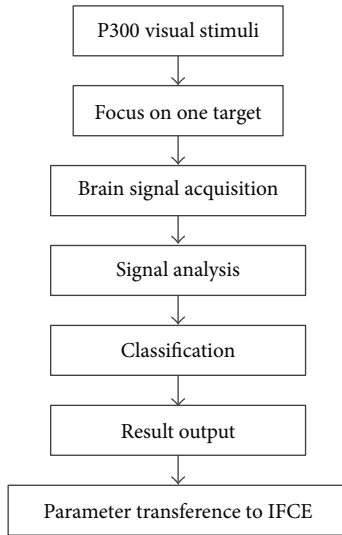 P300 visual stimuli
Focus on one target
Brain signal acquisition
Signal analysis
Classification
Result output
Parameter transference to IFCE